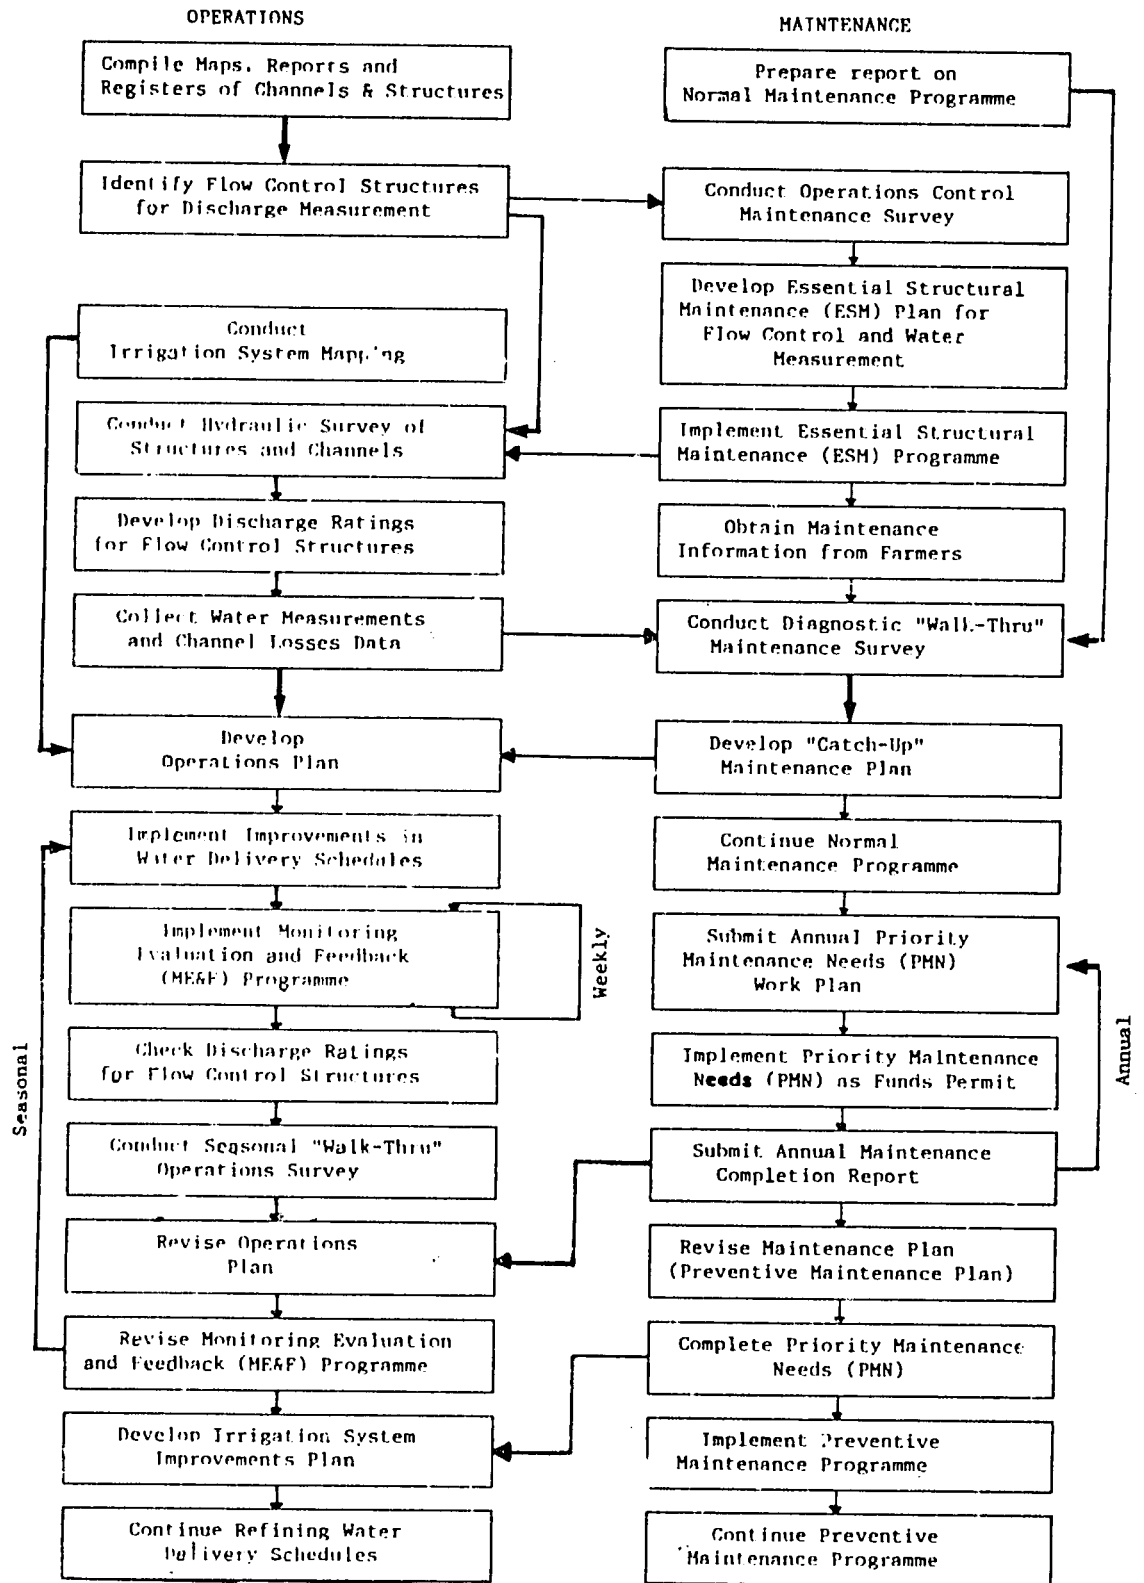 OPERATIONS
Compile Maps, Reports and
Registers of Channels & Structures
Identify Flow Control Structures
for Discharge Measurement
Conduct
Irrigation System Mapping
Conduct Hydraulic Survey of
Structures and Channels
Develop Discharge Ratings
for Flow Control Structures
Collect Water Measurements
and Channel Losses Data
Develop
Operations Plan
Implement Improvements in
Water Delivery Schedules
Implement Monitoring
Evaluation and Feedback
(ME&F) Programme
Weekly
Check Discharge Ratings
for Flow Control Structures
Seasonal
Conduct Seasonal "Walk-Thru"
Operations Survey
Revise Operations
Plan
Revise Monitoring Evaluation
and Feedback (ME&F) Programme
Develop Irrigation System
Improvements Plan
Continue Refining Water
Delivery Schedules
MAINTENANCE
Prepare report on
Normal Maintenance Programme
Conduct Operations Control
Maintenance Survey
Develop Essential Structural
Maintenance (ESM) Plan for
Flow Control and Water
Measurement
Implement Essential Structural
Maintenance (ESM) Programme
Obtain Maintenance
Information from Farmers
Conduct Diagnostic "Walk-Thru"
Maintenance Survey
Develop "Catch-Up"
Maintenance Plan
Continue Normal
Maintenance Programme
Submit Annual Priority
Maintenance Needs (PMN)
Work Plan
Implement Priority Maintenance
Needs (PMN) as Funds Permit
Annual
Submit Annual Maintenance
Completion Report
Revise Maintenance Plan
(Preventive Maintenance Plan)
Complete Priority Maintenance
Needs (PMN)
Implement Preventive
Maintenance Programme
Continue Preventive
Maintenance Programme